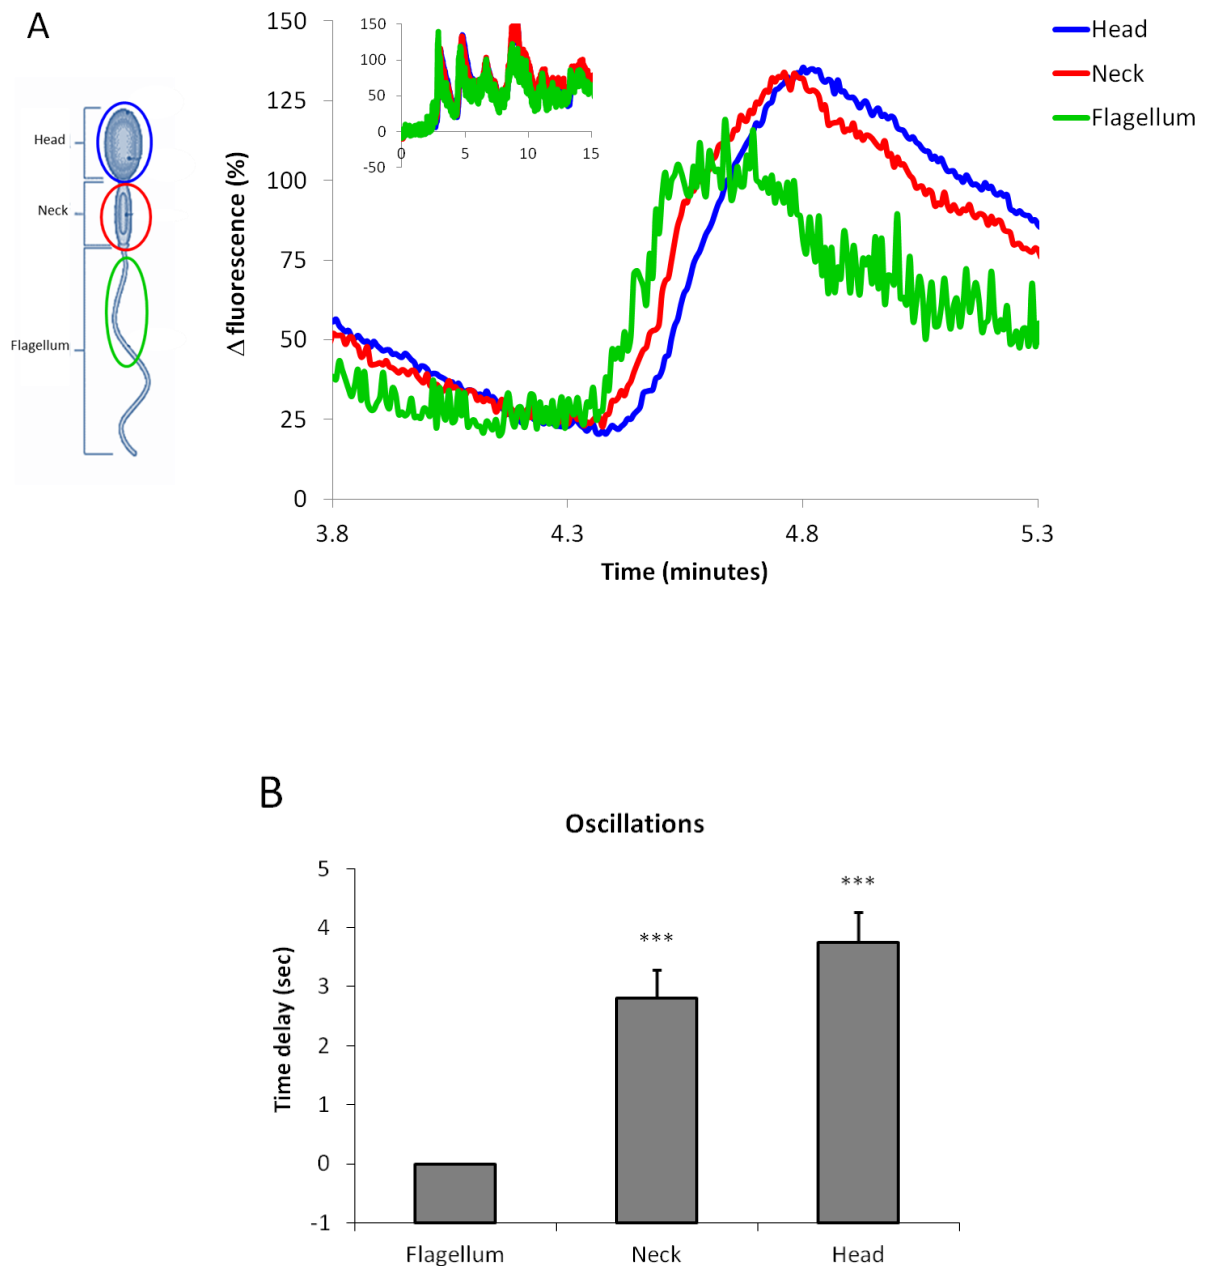 A
Head
Neck
Flagellum
Δ fluorescence (%)
150
125
100
75
50
25
0
3.8
4.3
4.8
5.3
Time (minutes)
150
100
50
0
-50
0
5
10
15
Head
Neck
Flagellum
B
Oscillations
Time delay (sec)
5
4
3
2
1
0
-1
***
***
Flagellum
Neck
Head